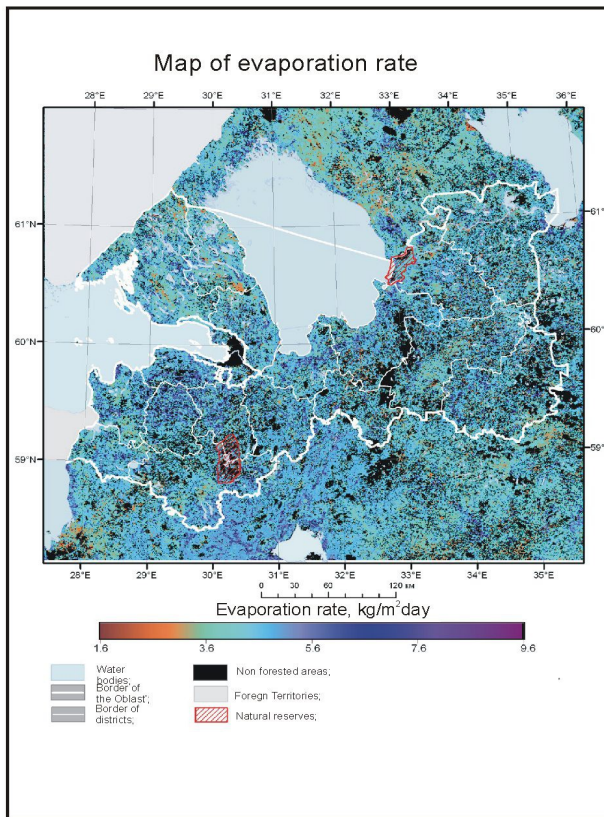 Map of evaporation rate
28°E 29°E 30°E 31°E 32°E 33°E 34°E 35°E 36°E
61°N 61°
60°N 60°
59°N 59°
28°E 29°E 30°E 31°E 32°E 33°E 34°E 35°E
0 30 60 120 км
Evaporation rate, kg/m²day
1.6 3.6 5.6 7.6 9.6
Water
bodies;
Border of
the Oblast';
Border of
districts;
Non forested areas;
Foregn Territories;
Natural reserves;